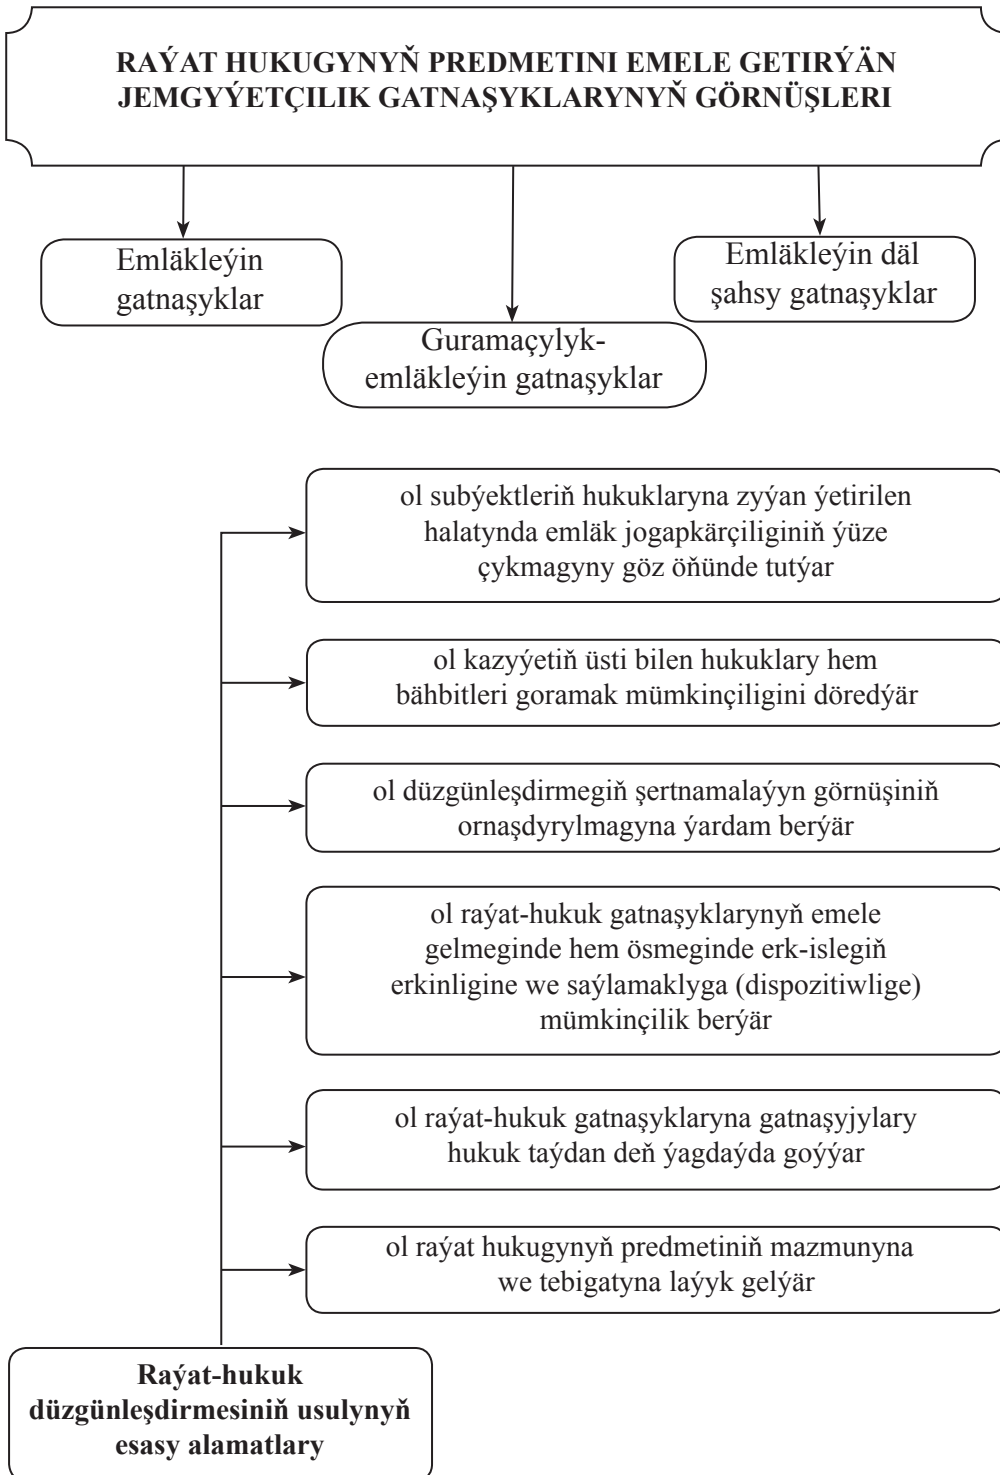 RAÝAT HUKUGYNYŇ PREDMETINI EMELE GETIRÝÄN
JEMGYÝETÇILIK GATNAŞYKLARYNYŇ GÖRNÜŞLERI
Emläkleýin
gatnaşyklar
Guramaçylyk-
emläkleýin gatnaşyklar
Emläkleýin däl
şahsy gatnaşyklar
ol subýektleriň hukuklaryna zyýan ýetirilen
halatynda emläk jogapkärçiliginiň ýüze
çykmagyny göz öňünde tutýar
ol kazyýetiň üsti bilen hukuklary hem
bähbitleri goramak mümkinçiligini döredýär
ol düzgünleşdirmegiň şertnamalaýyn görnüşiniň
ornaşdyrylmagyna ýardam berýär
ol raýat-hukuk gatnaşyklarynyň emele
gelmeginde hem ösmeginde erk-islegiň
erkinligine we saýlamaklyga (dispozitiwlige)
mümkinçilik berýär
ol raýat-hukuk gatnaşyklaryna gatnaşyjylary
hukuk taýdan deň ýagdaýda goýýar
ol raýat hukugynyň predmetiniň mazmunyna
we tebigatyna laýyk gelýär
Raýat-hukuk
düzgünleşdirmesiniň usulynyň
esasy alamatlary